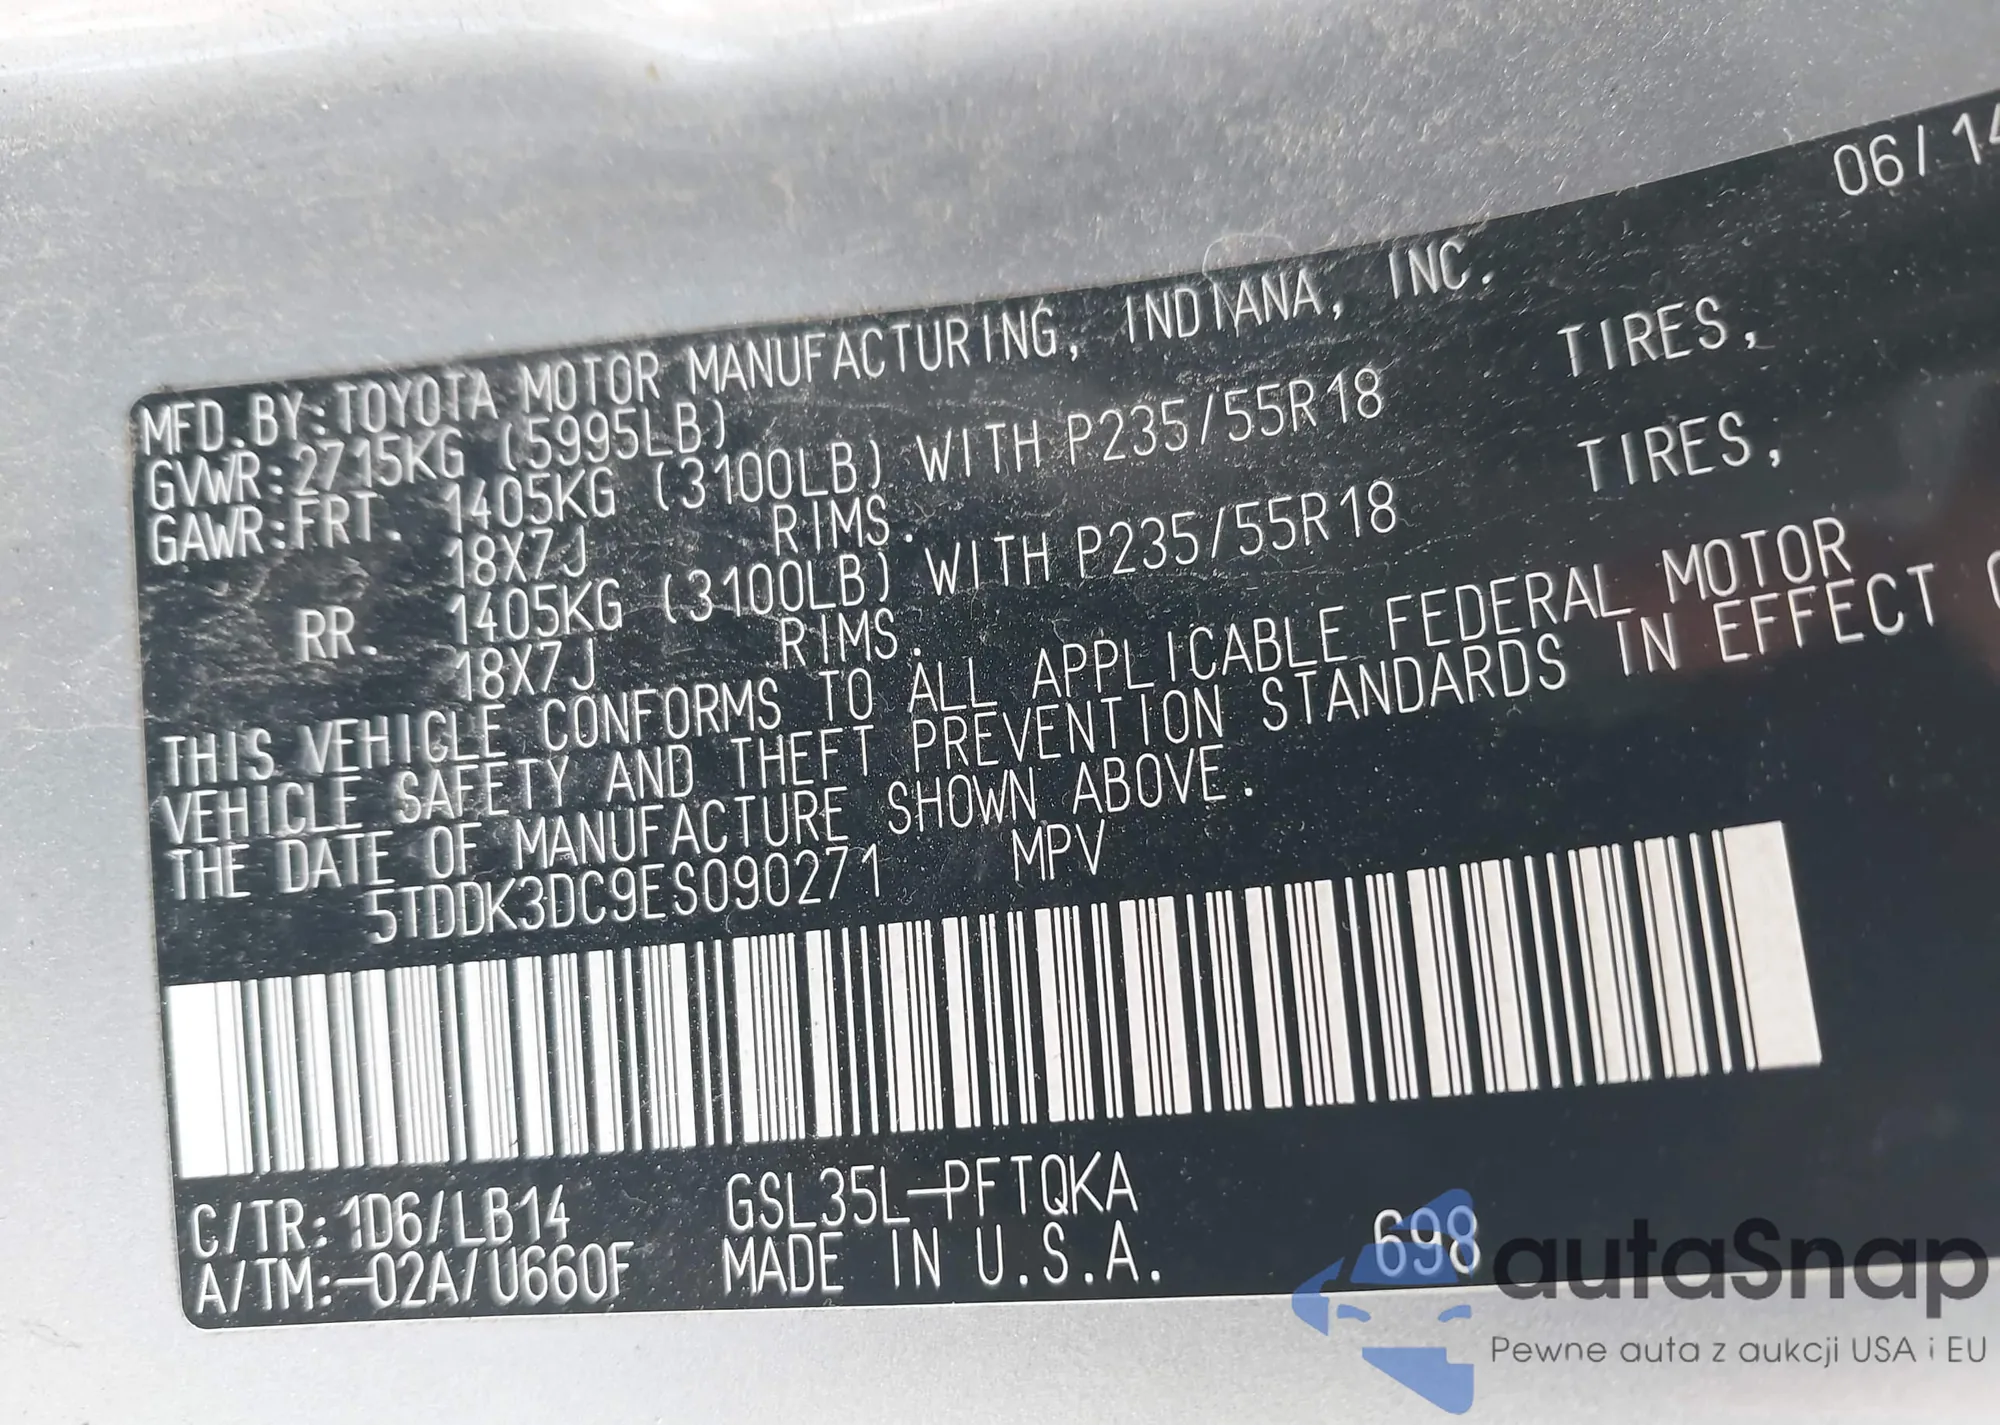 06/14
MFD.BY:TOYOTA MOTOR MANUFACTURING, INDIANA, INC.
GVWR:2715KG (5995LB)
GAWR:FRT. 1405KG (3100LB) WITH P235/55R18 TIRES,
18X7J RIMS.
RR. 1405KG (3100LB) WITH P235/55R18 TIRES,
18X7J RIMS.
THIS VEHICLE CONFORMS TO ALL APPLICABLE FEDERAL MOTOR
VEHICLE SAFETY AND THEFT PREVENTION STANDARDS IN EFFECT
THE DATE OF MANUFACTURE SHOWN ABOVE.
5TDDK3DC9ES090271 MPV
C/TR:1D6/LB14 GSL35L-PFTQKA
A/TM:-02A/U660F MADE IN U.S.A. 698
autaSnap
Pewne auta z aukcji USA i EU